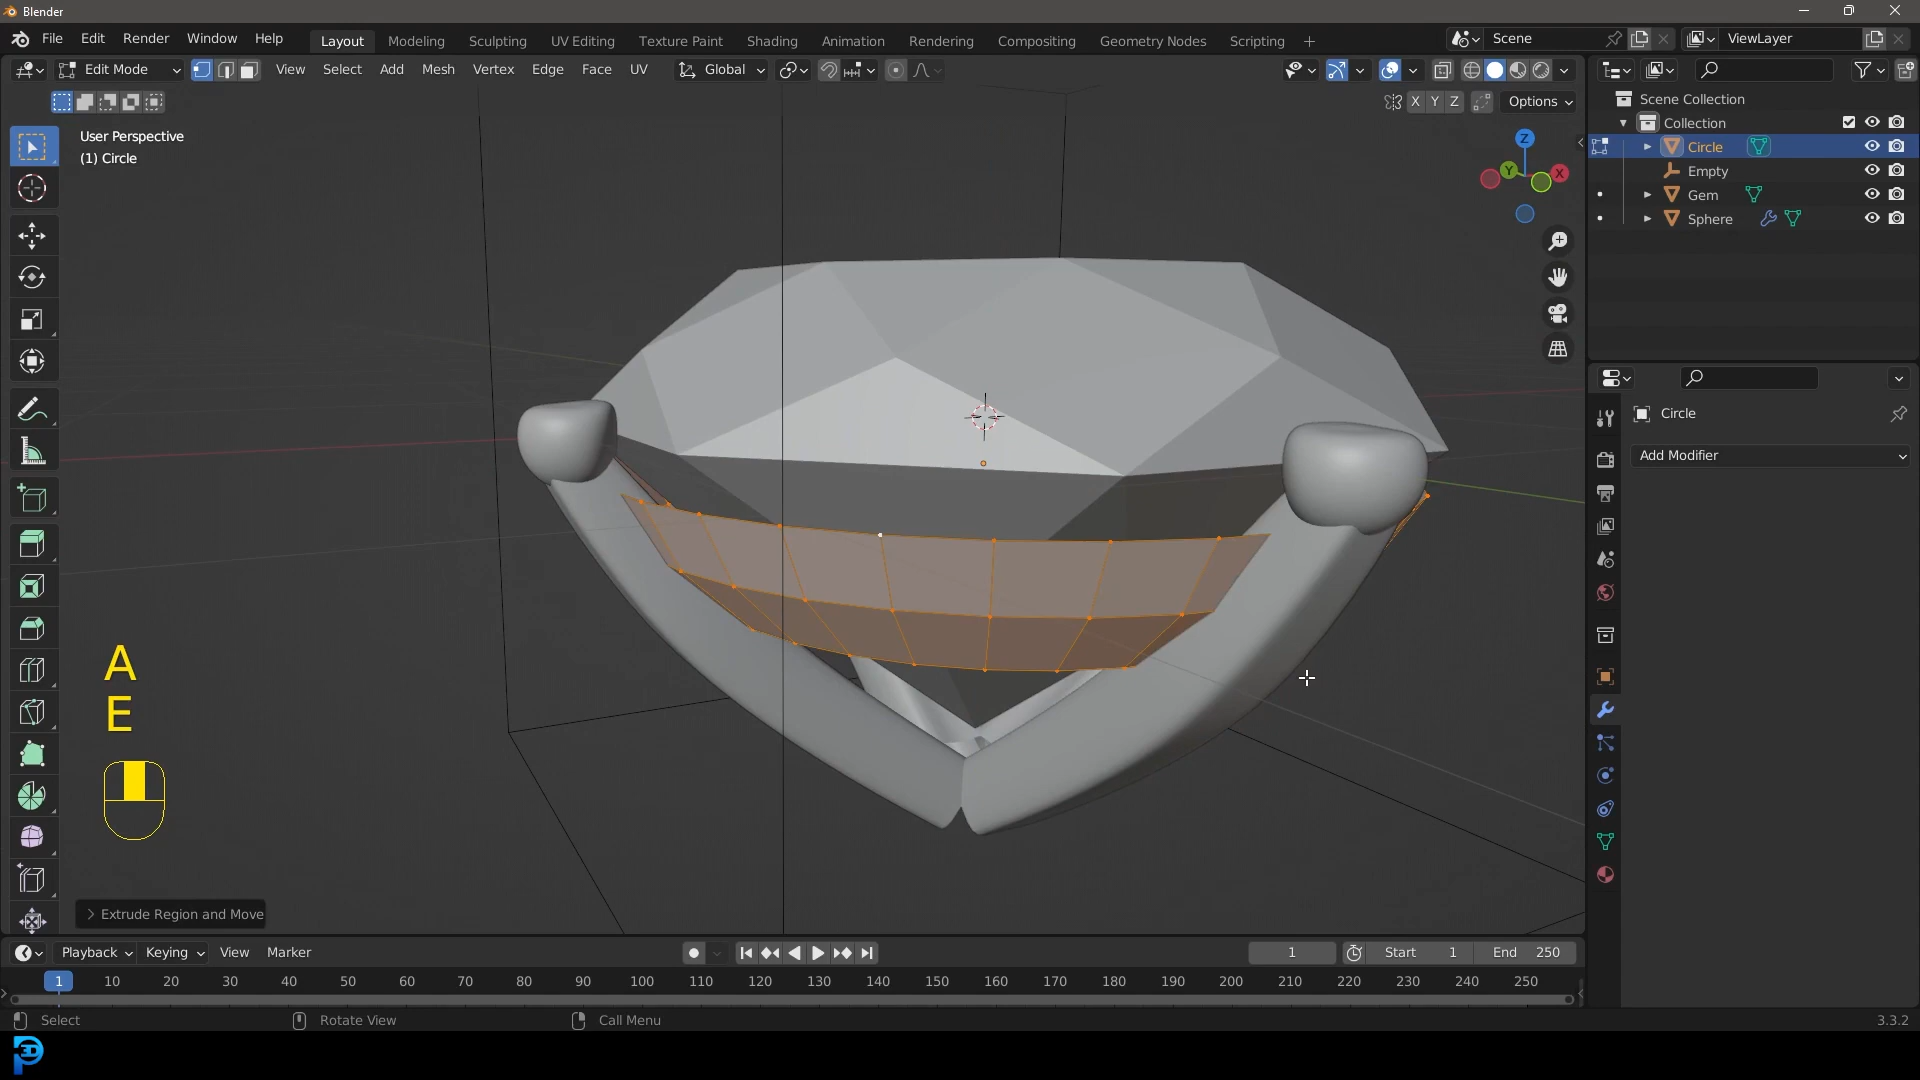 Blender
File Edit Render Window Help
Layout Modeling Sculpting UV Editing Texture Paint Shading Animation Rendering Compositing Geometry Nodes Scripting +
Scene
ViewLayer
Edit Mode View Select Add Mesh Vertex Edge Face UV Global
X Y Z Options
User Perspective
(1) Circle
Z
Y
X
Scene Collection
Collection
Circle
Empty
Gem
Sphere
Circle
Add Modifier
A
E
Extrude Region and Move
Playback Keying View Marker
1 Start 1 End 250
1 10 20 30 40 50 60 70 80 90 100 110 120 130 140 150 160 170 180 190 200 210 220 230 240 250
Select Rotate View Call Menu 3.3.2
3D